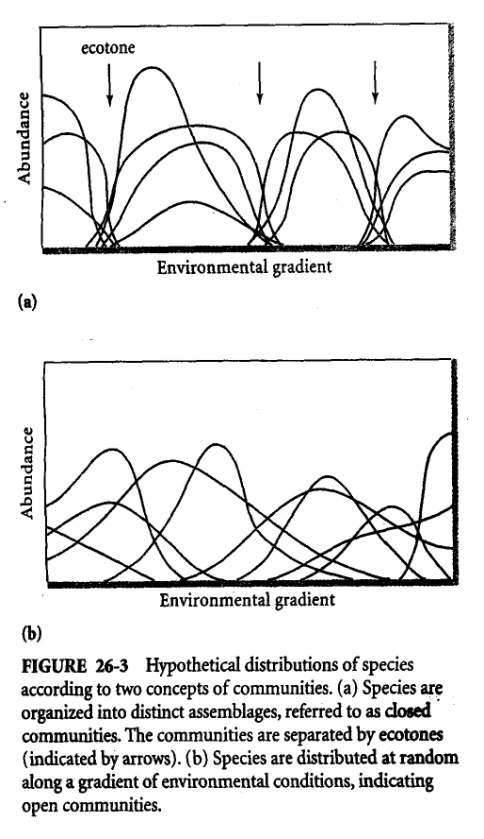 ecotone
Abundance
Environmental gradient
(a)
Abundance
Environmental gradient
(b)
FIGURE 26-3 Hypothetical distributions of species
according to two concepts of communities. (a) Species are
organized into distinct assemblages, referred to as closed
communities. The communities are separated by ecotones
(indicated by arrows). (b) Species are distributed at random
along a gradient of environmental conditions, indicating
open communities.